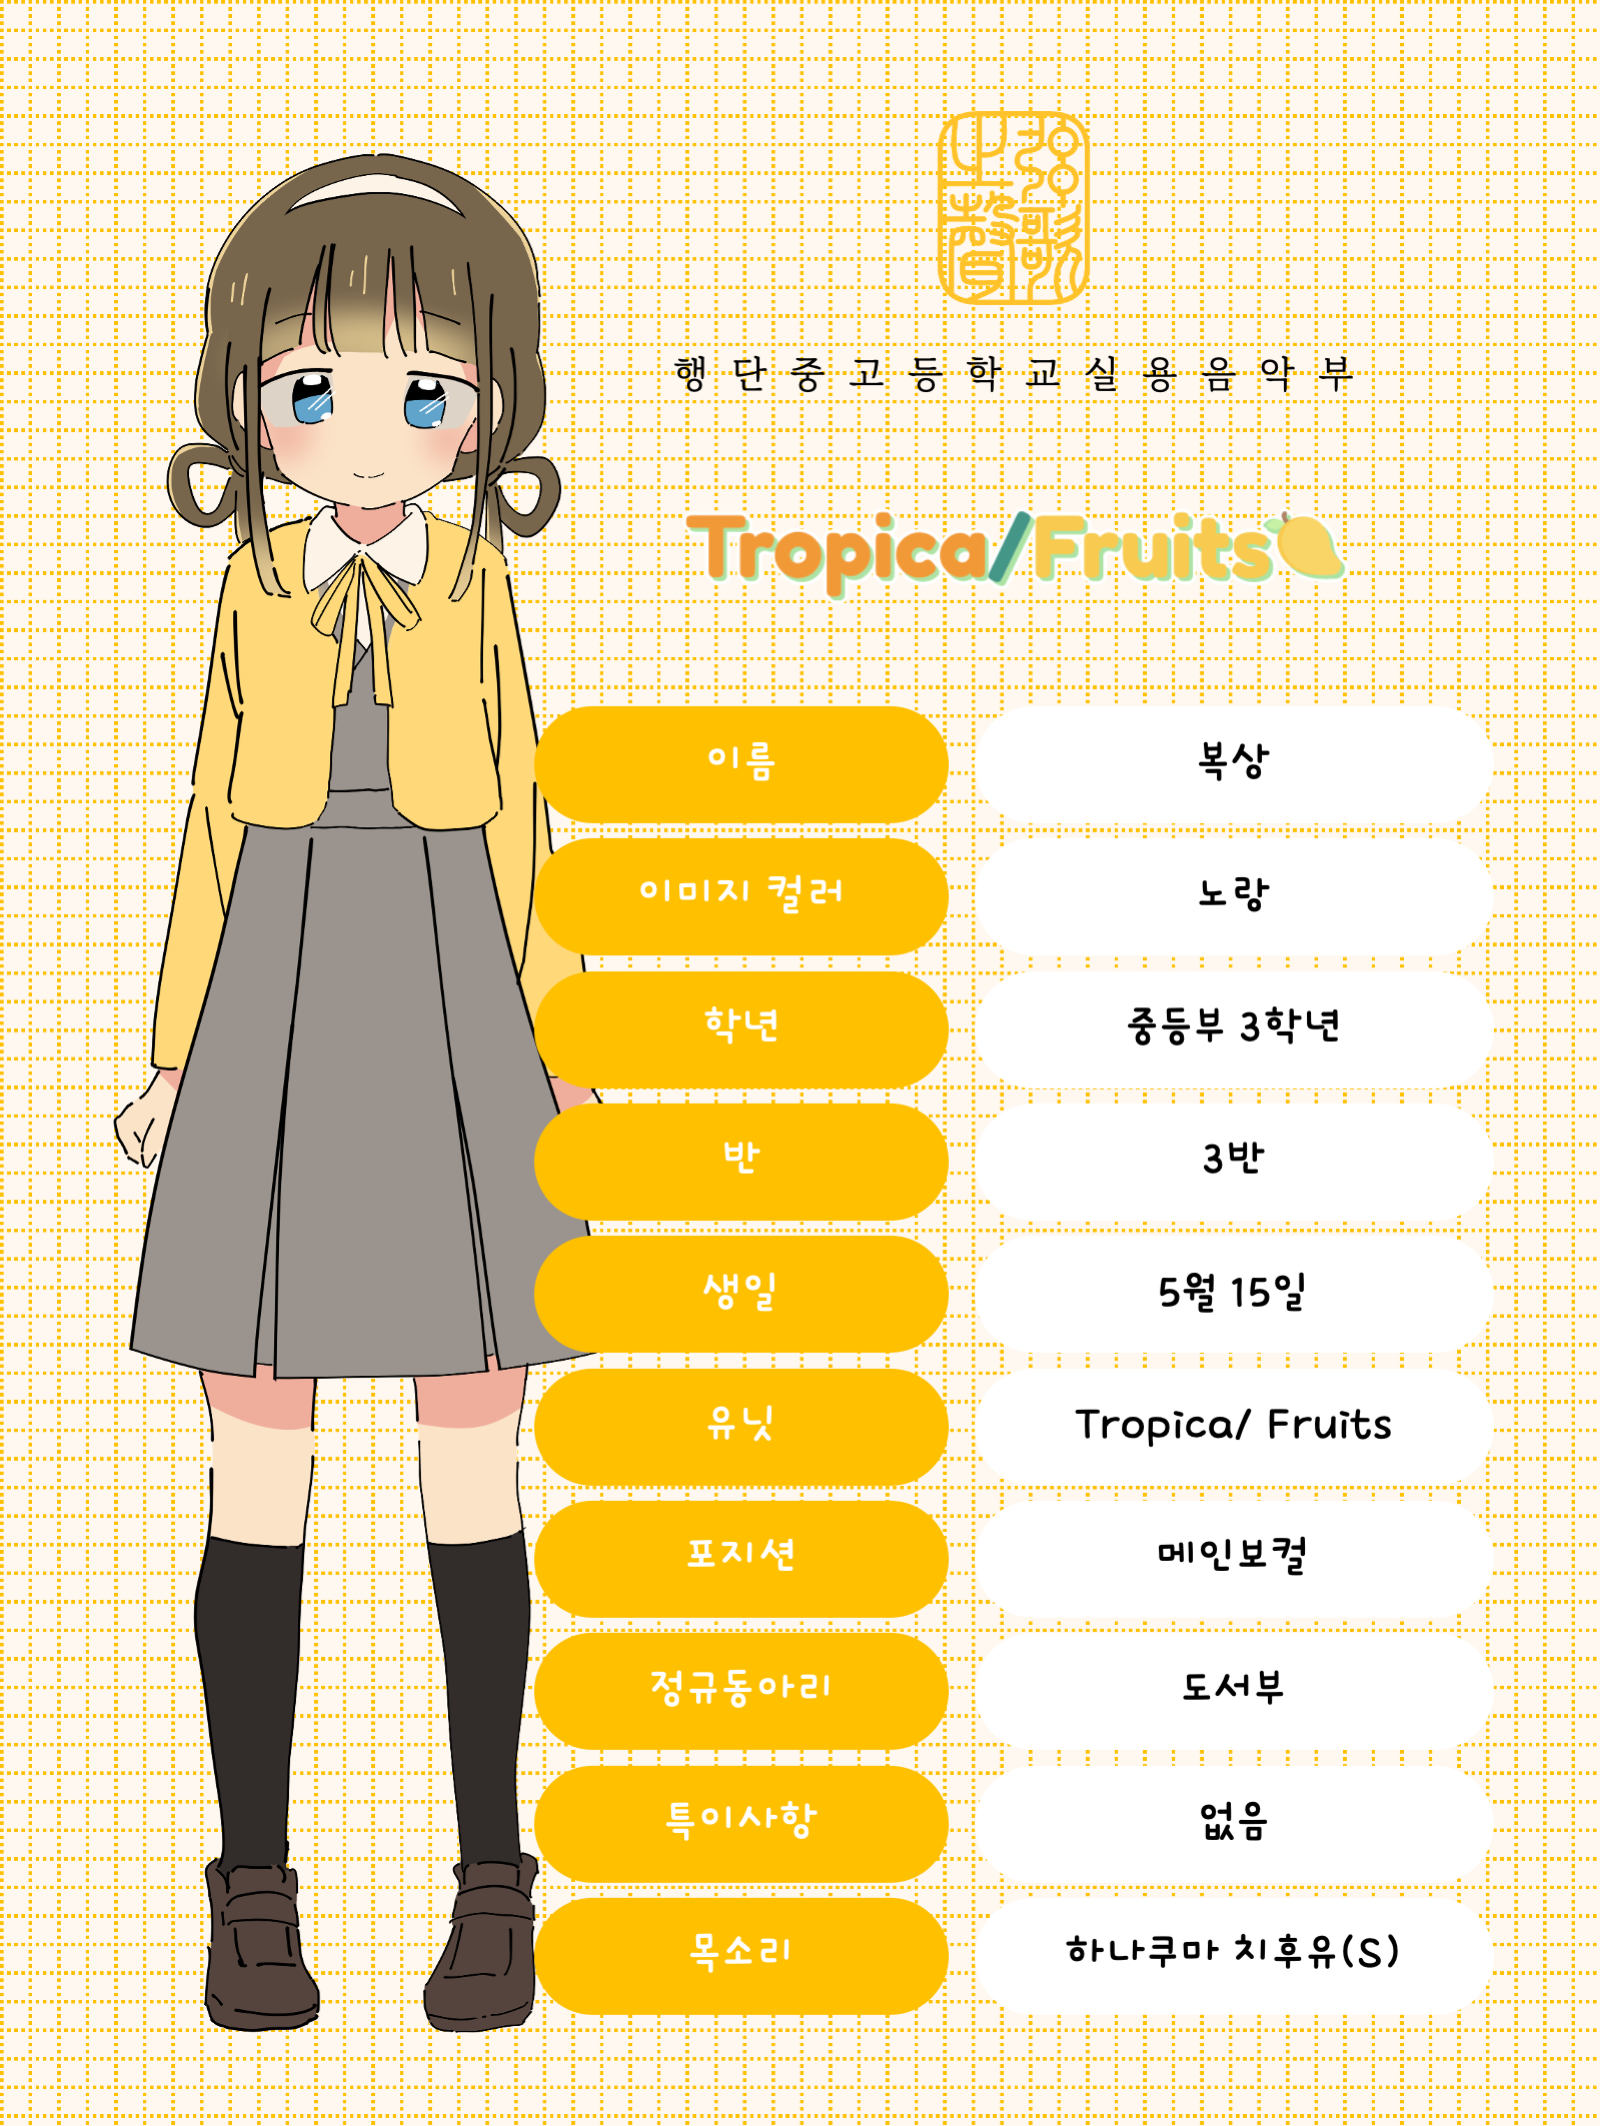 행단중고등학교실용음악부
Tropica/Fruits
이름 복상
이미지 컬러 노랑
학년 중등부 3학년
반 3반
생일 5월 15일
유닛 Tropica/ Fruits
포지션 메인보컬
정규동아리 도서부
특이사항 없음
목소리 하나쿠마 치후유(S)